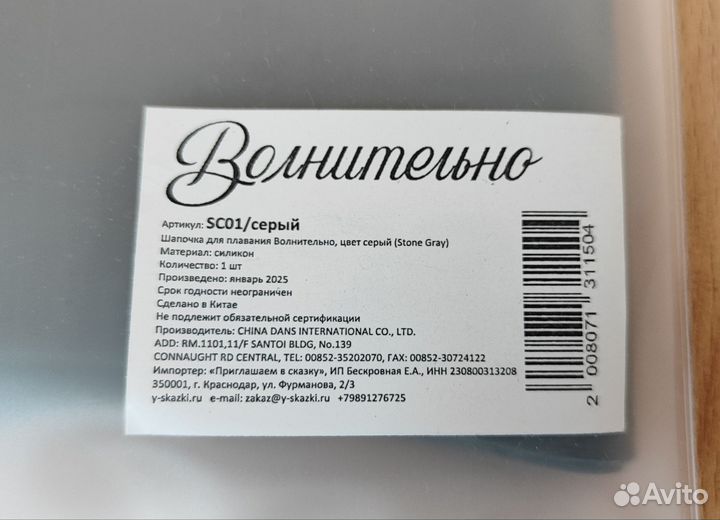 Волнительно
Артикул: SC01/серый
Шапочка для плавания Волнительно, цвет серый (Stone Gray)
Материал: силикон
Количество: 1 шт
Произведено: январь 2025
Срок годности неограничен
Сделано в Китае
Не подлежит обязательной сертификации
Производитель: CHINA DANS INTERNATIONAL CO., LTD.
ADD: RM.1101,11/F SANTOI BLDG, No.139
CONNAUGHT RD CENTRAL, TEL: 00852-35202070, FAX: 00852-30724122
Импортер: «Приглашаем в сказку», ИП Бескровная Е.А., ИНН 230800313208
350001, г. Краснодар, ул. Фурманова, 2/3
y-skazki.ru e-mail: zakaz@y-skazki.ru +79891276725
2 008071 311504
Avito